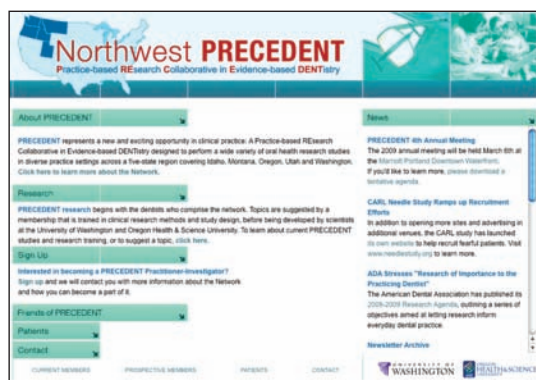 Northwest PRECEDENT
Practice-based REsearch Collaborative in Evidence-based DENTistry
About PRECEDENT
PRECEDENT represents a new and exciting opportunity in clinical practice: A Practice-based REsearch
Collaborative in Evidence-based DENTistry designed to perform a wide variety of oral health research studies
in diverse practice settings across a five-state region covering Idaho, Montana, Oregon, Utah and Washington.
Click here to learn more about the Network.
Research
PRECEDENT research begins with the dentists who comprise the network. Topics are suggested by a
membership that is trained in clinical research methods and study design, before being developed by scientists
at the University of Washington and Oregon Health & Science University. To learn about current PRECEDENT
studies and research training, or to suggest a topic, click here.
Sign Up
Interested in becoming a PRECEDENT Practitioner-Investigator?
Sign up and we will contact you with more information about the Network
and how you can become a part of it.
Friends of PRECEDENT
Patients
Contact
News
PRECEDENT 4th Annual Meeting
The 2009 annual meeting will be held March 6th at
the Marriott Portland Downtown Waterfront.
If you'd like to learn more, please download a
tentative agenda.
CARL Needle Study Ramps up Recruitment
Efforts
In addition to opening more sites and advertising in
additional venues, the CARL study has launched
its own website to help recruit fearful patients. Visit
www.needlestudy.org to learn more.
ADA Stresses "Research of Importance to the
Practicing Dentist"
The American Dental Association has published its
2008-2009 Research Agenda, outlining a series of
objectives aimed at letting research inform
everyday dental practice.
Newsletter Archive
CURRENT MEMBERS
PROSPECTIVE MEMBERS
PATIENTS
CONTACT
UNIVERSITY OF
WASHINGTON
OREGON
HEALTH & SCIENCE